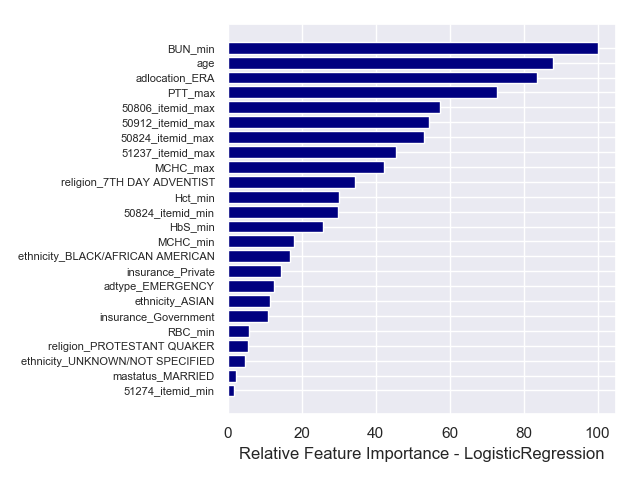 BUN_min
age
adlocation_ERA
PTT_max
50806_itemid_max
50912_itemid_max
50824_itemid_max
51237_itemid_max
MCHC_max
religion_7TH DAY ADVENTIST
Hct_min
50824_itemid_min
HbS_min
MCHC_min
ethnicity_BLACK/AFRICAN AMERICAN
insurance_Private
adtype_EMERGENCY
ethnicity_ASIAN
insurance_Government
RBC_min
religion_PROTESTANT QUAKER
ethnicity_UNKNOWN/NOT SPECIFIED
mastatus_MARRIED
51274_itemid_min
0 20 40 60 80 100
Relative Feature Importance - LogisticRegression